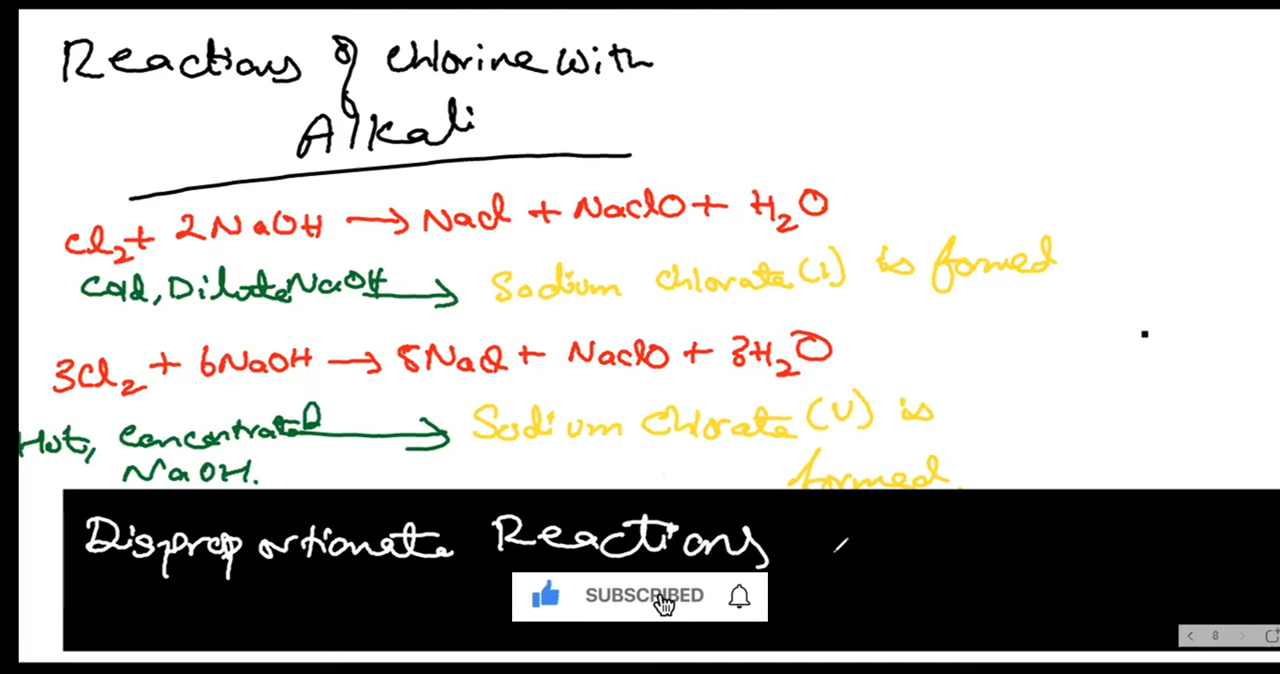 Reactions of Chlorine with
Alkali
Cl₂ + 2NaOH → NaCl + NaClO + H₂O
Cold, Dilute NaOH → Sodium Chlorate (I) is formed
3Cl₂ + 6NaOH → 5NaCl + NaClO + 3H₂O
Hot, Concentrated → Sodium Chlorate (V) is
NaOH. formed.
Disproportionate Reactions
SUBSCRIBED
8